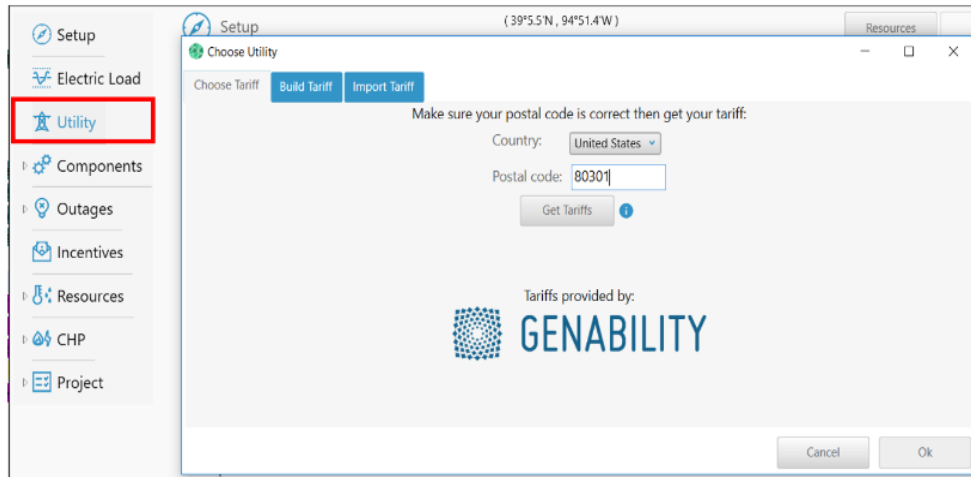 Setup
Electric Load
Utility
Components
Outages
Incentives
Resources
CHP
Project
Setup
(39°5.5'N, 94°51.4'W)
Resources
Choose Utility
Choose Tariff
Build Tariff
Import Tariff
Make sure your postal code is correct then get your tariff:
Country: United States
Postal code: 80301
Get Tariffs
Tariffs provided by:
GENABILITY
Cancel
Ok